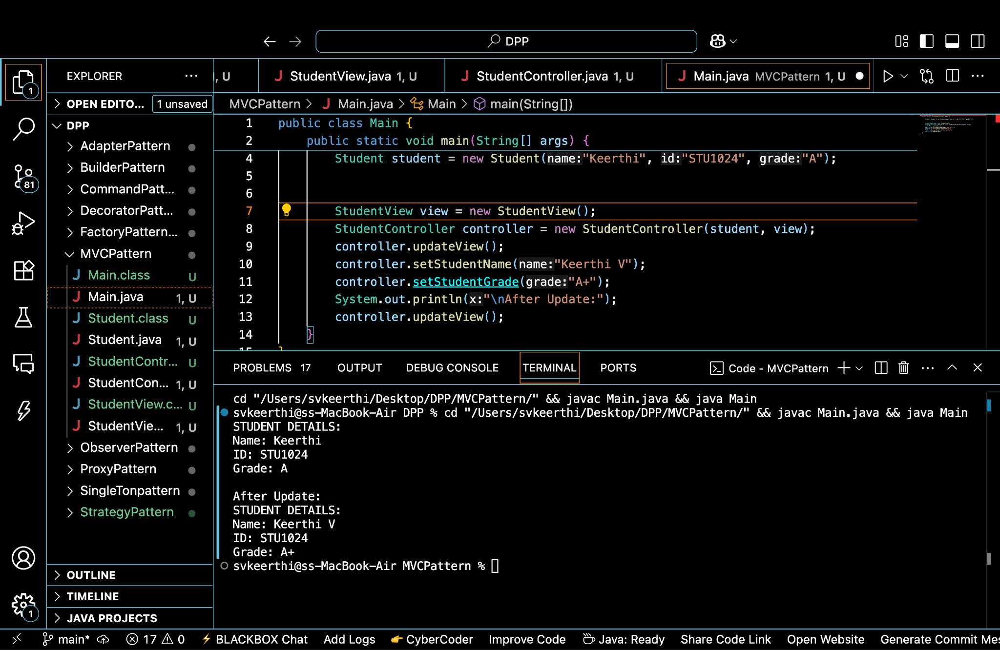 DPP
EXPLORER
, U
StudentView.java 1, U
StudentController.java 1, U
Main.java MVCPattern 1, U
1
OPEN EDITO... 1 unsaved
MVCPattern > Main.java > Main > main(String[])
DPP
AdapterPattern
BuilderPattern
CommandPatt...
DecoratorPatt...
FactoryPattern...
MVCPattern
Main.class U
Main.java 1, U
Student.class U
Student.java 1, U
StudentContr... U
StudentCon... 1, U
StudentView.c... U
StudentVie... 1, U
ObserverPattern
ProxyPattern
SingleTonpattern
StrategyPattern
81
OUTLINE
TIMELINE
JAVA PROJECTS
1
1 public class Main {
2 public static void main(String[] args) {
4 Student student = new Student(name:"Keerthi", id:"STU1024", grade:"A");
5
6
7 StudentView view = new StudentView();
8 StudentController controller = new StudentController(student, view);
9 controller.updateView();
10 controller.setStudentName(name:"Keerthi V");
11 controller.setStudentGrade(grade:"A+");
12 System.out.println(x:"\nAfter Update:");
13 controller.updateView();
14 }
15 }
PROBLEMS 17 OUTPUT DEBUG CONSOLE TERMINAL PORTS Code - MVCPattern
cd "/Users/svkeerthi/Desktop/DPP/MVCPattern/" && javac Main.java && java Main
svkeerthi@ss-MacBook-Air DPP % cd "/Users/svkeerthi/Desktop/DPP/MVCPattern/" && javac Main.java && java Main
STUDENT DETAILS:
Name: Keerthi
ID: STU1024
Grade: A
After Update:
STUDENT DETAILS:
Name: Keerthi V
ID: STU1024
Grade: A+
svkeerthi@ss-MacBook-Air MVCPattern %
main* 17 0 BLACKBOX Chat Add Logs CyberCoder Improve Code Java: Ready Share Code Link Open Website Generate Commit Mes